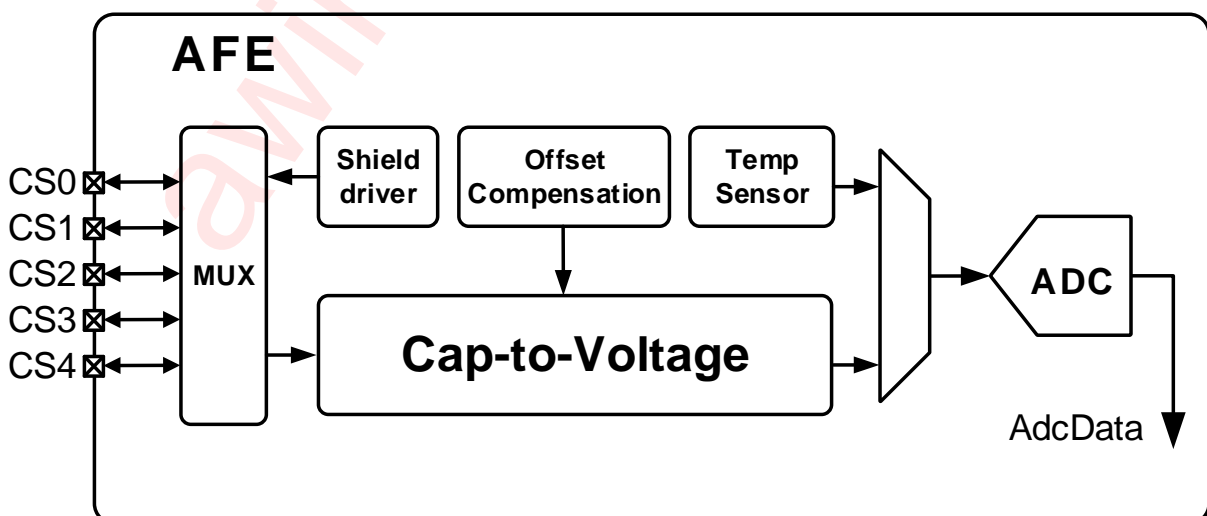 AFE
Shield
driver
Offset
Compensation
Temp
Sensor
CS0
CS1
CS2
CS3
CS4
MUX
Cap-to-Voltage
ADC
AdcData